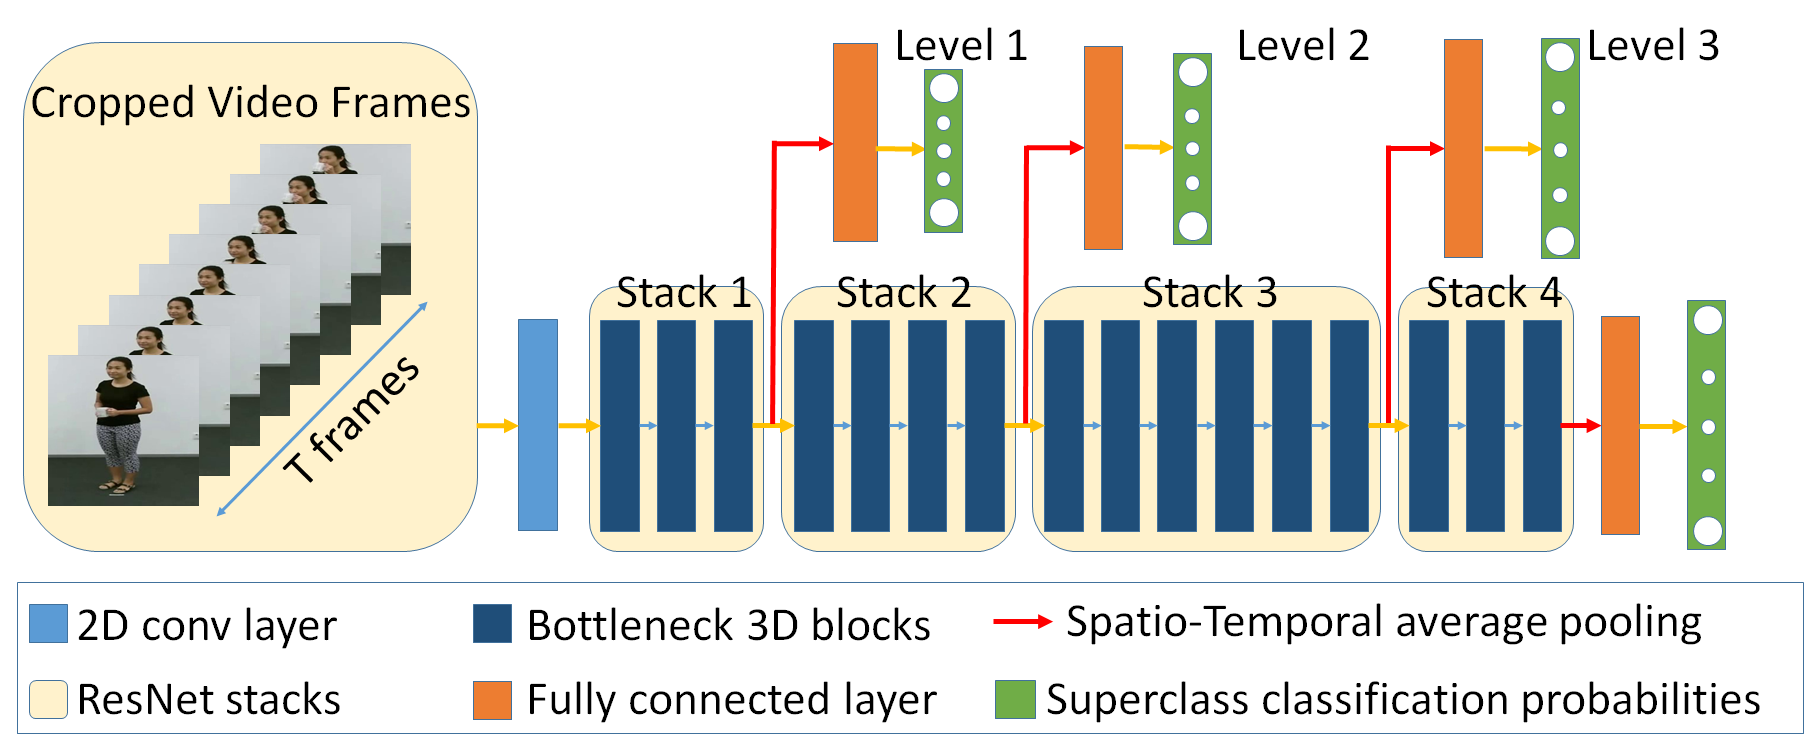 Cropped Video Frames
T frames
Level 1
Level 2
Level 3
Stack 1
Stack 2
Stack 3
Stack 4
2D conv layer
Bottleneck 3D blocks
Spatio-Temporal average pooling
ResNet stacks
Fully connected layer
Superclass classification probabilities